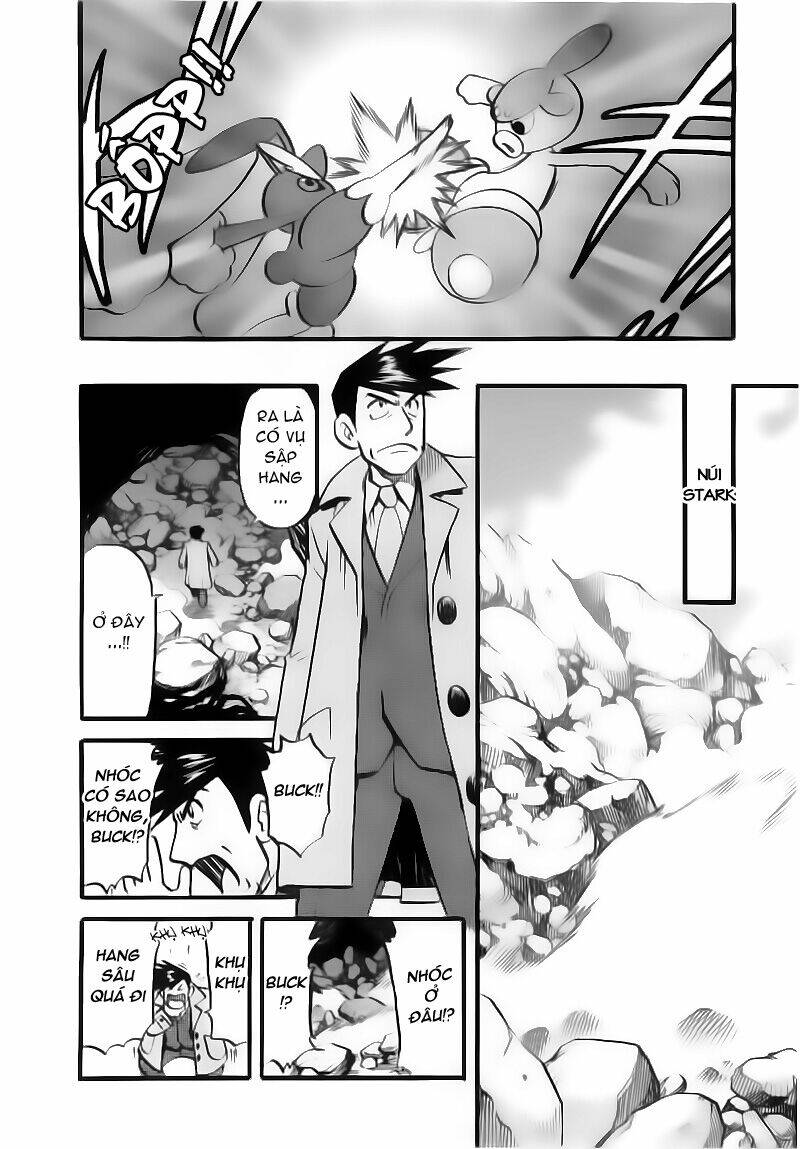 BỐPP!!!
NÚI
STARK
RA LÀ
CÓ VỤ
SẬP
HANG
...
Ở ĐÂY
...!!
BUCK!!
NHÓC
CÓ SAO
KHÔNG,
BUCK!?
NHÓC
Ở
ĐÂU!?
BUCK
!?
KHỤ KHỤ
KHỤ
KHỤ
HANG
SÂU
QUÁ ĐI